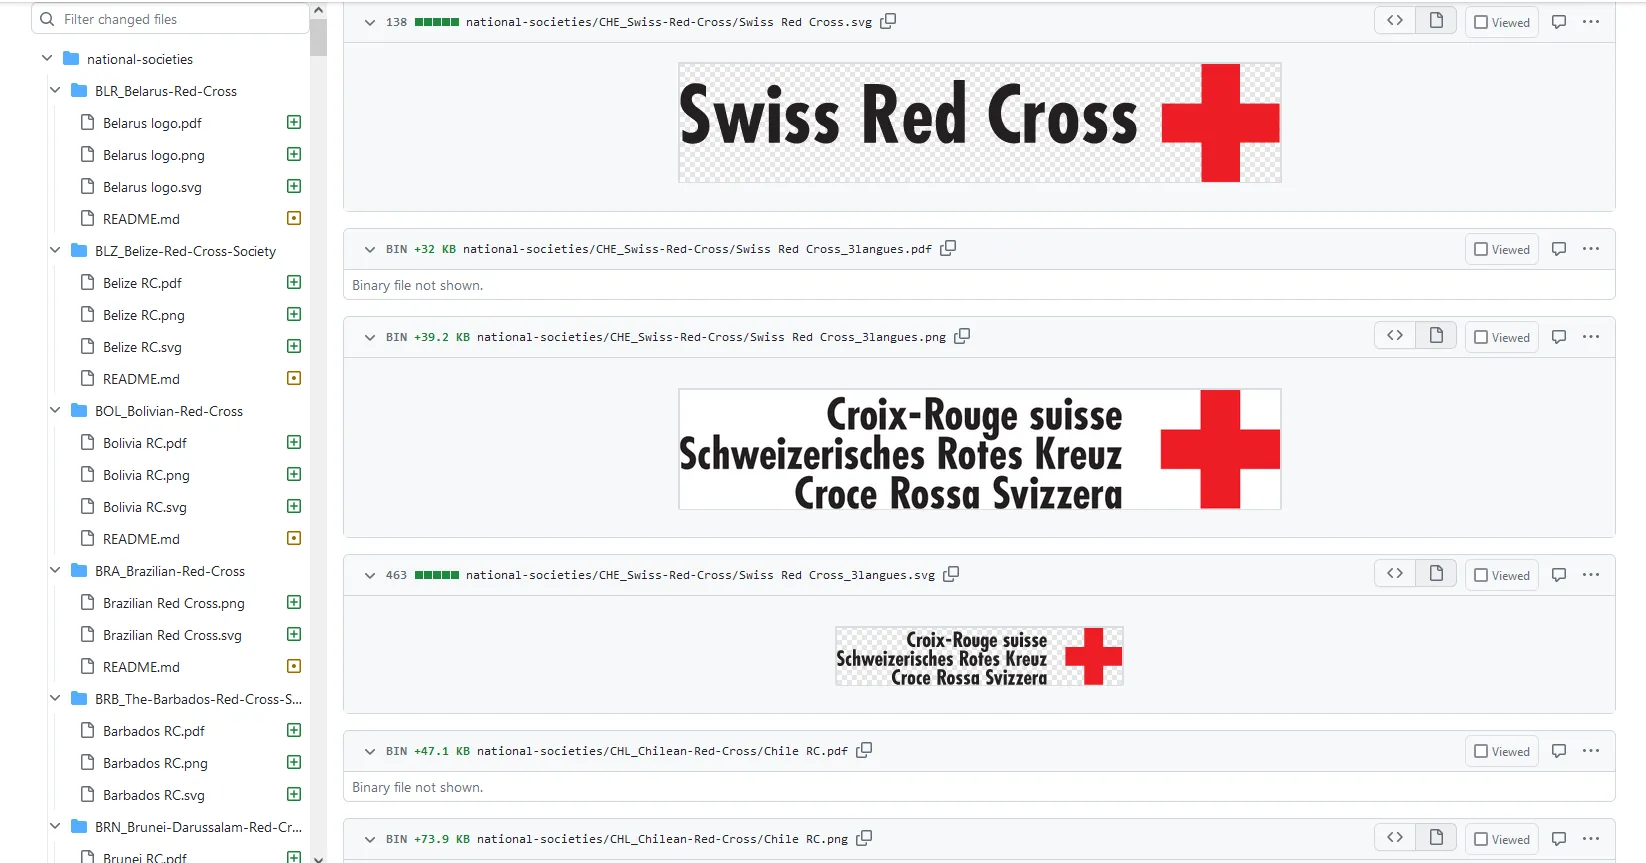 Filter changed files
national-societies
BLR_Belarus-Red-Cross
Belarus logo.pdf
Belarus logo.png
Belarus logo.svg
README.md
BLZ_Belize-Red-Cross-Society
Belize RC.pdf
Belize RC.png
Belize RC.svg
README.md
BOL_Bolivian-Red-Cross
Bolivia RC.pdf
Bolivia RC.png
Bolivia RC.svg
README.md
BRA_Brazilian-Red-Cross
Brazilian Red Cross.png
Brazilian Red Cross.svg
README.md
BRB_The-Barbados-Red-Cross-S...
Barbados RC.pdf
Barbados RC.png
Barbados RC.svg
BRN_Brunei-Darussalam-Red-Cr...
Brunei RC.pdf
138 national-societies/CHE_Swiss-Red-Cross/Swiss Red Cross.svg Viewed
Swiss Red Cross
BIN +32 KB national-societies/CHE_Swiss-Red-Cross/Swiss Red Cross_3langues.pdf Viewed
Binary file not shown.
BIN +39.2 KB national-societies/CHE_Swiss-Red-Cross/Swiss Red Cross_3langues.png Viewed
Croix-Rouge suisse
Schweizerisches Rotes Kreuz
Croce Rossa Svizzera
463 national-societies/CHE_Swiss-Red-Cross/Swiss Red Cross_3langues.svg Viewed
Croix-Rouge suisse
Schweizerisches Rotes Kreuz
Croce Rossa Svizzera
BIN +47.1 KB national-societies/CHL_Chilean-Red-Cross/Chile RC.pdf Viewed
Binary file not shown.
BIN +73.9 KB national-societies/CHL_Chilean-Red-Cross/Chile RC.png Viewed